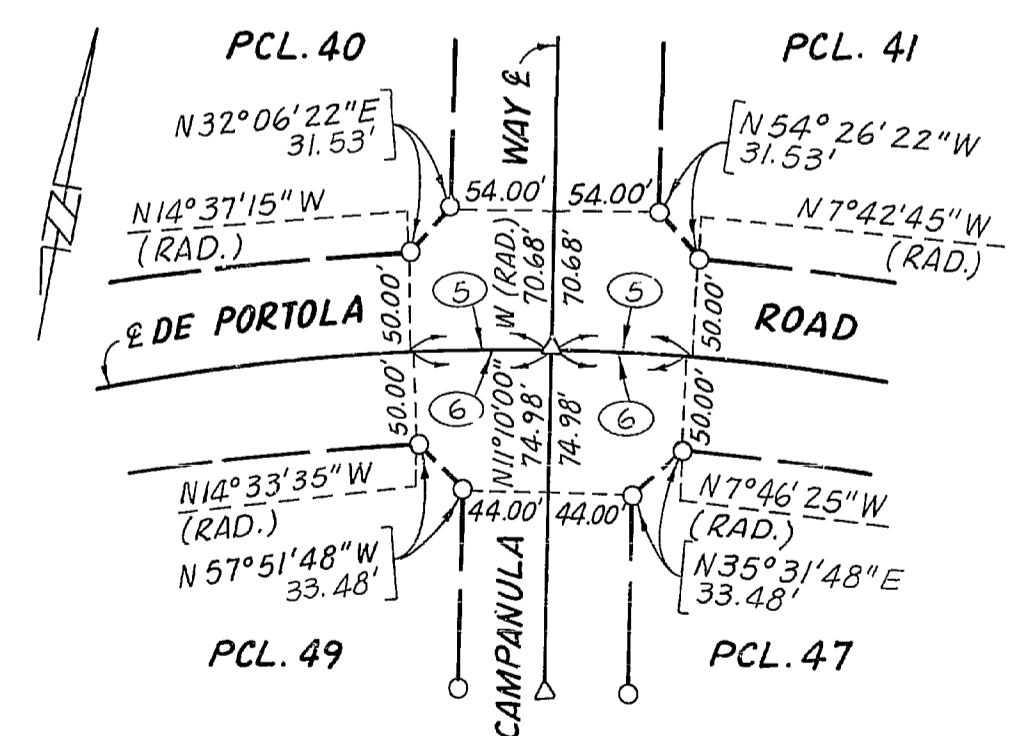 PCL. 40
PCL. 41
WAY ℄
N32°06'22"E
31.53'
N54°26'22"W
31.53'
54.00'
54.00'
N14°37'15"W
(RAD.)
N7°42'45"W
(RAD.)
N11°10'00" W (RAD.)
70.68'
70.68'
50.00'
50.00'
5
5
℄ DE PORTOLA
ROAD
50.00'
50.00'
6
6
74.98'
74.98'
N14°33'35"W
(RAD.)
N7°46'25"W
(RAD.)
44.00'
44.00'
N57°51'48"W
33.48'
N35°31'48"E
33.48'
CAMPANULA
PCL. 49
PCL. 47